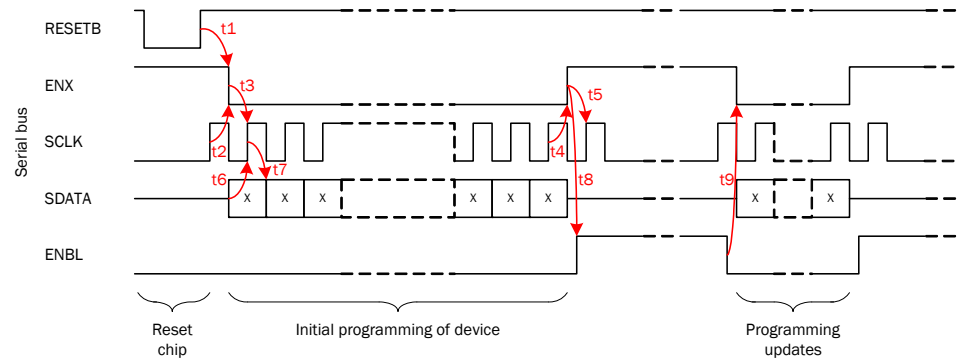 RESETB
t1
ENX
t3
t5
Serial bus
SCLK
t2
t7
t4
t6
t8
t9
SDATA
X X X X X X X X
ENBL
Reset
chip
Initial programming of device
Programming
updates